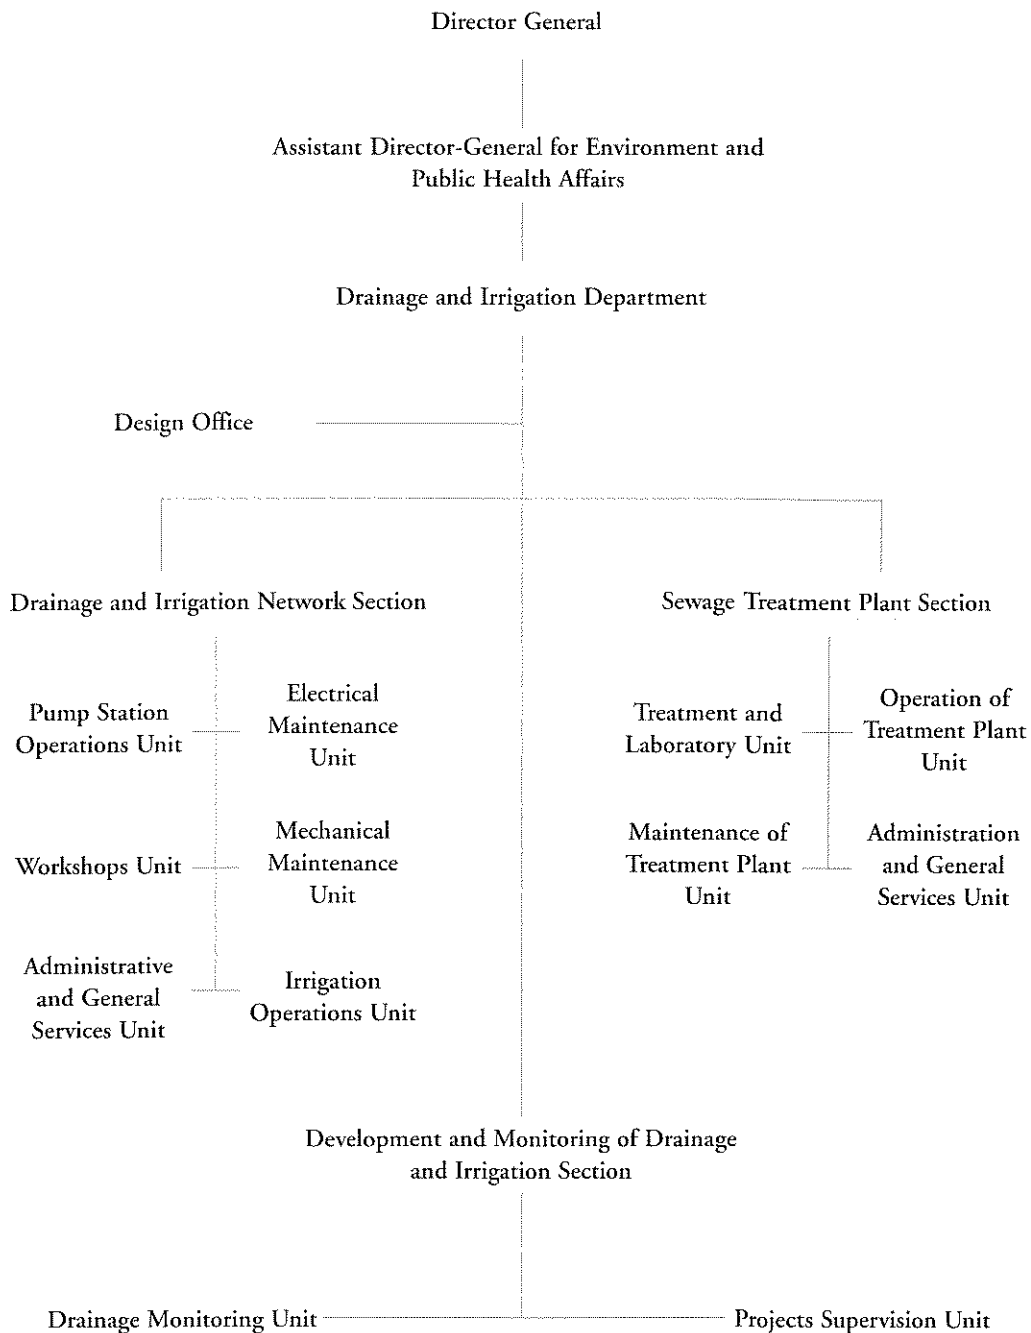 Director General
Assistant Director-General for Environment and
Public Health Affairs
Drainage and Irrigation Department
Design Office
Drainage and Irrigation Network Section
Sewage Treatment Plant Section
Pump Station
Operations Unit
Electrical
Maintenance
Unit
Treatment and
Laboratory Unit
Operation of
Treatment Plant
Unit
Workshops Unit
Mechanical
Maintenance
Unit
Maintenance of
Treatment Plant
Unit
Administration
and General
Services Unit
Administrative
and General
Services Unit
Irrigation
Operations Unit
Development and Monitoring of Drainage
and Irrigation Section
Drainage Monitoring Unit
Projects Supervision Unit